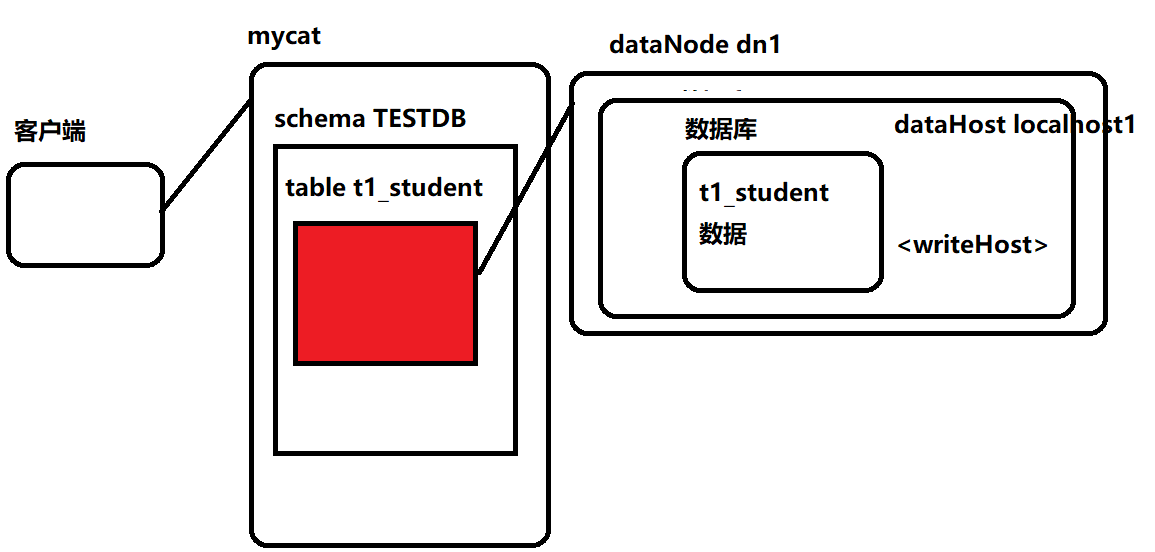 mycat
dataNode dn1
客户端
schema TESTDB
数据库
dataHost localhost1
table t1_student
t1_student
数据
<writeHost>